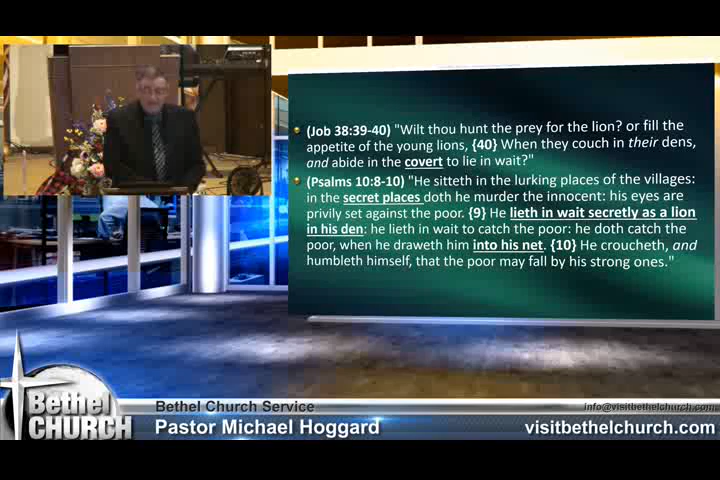 (Job 38:39-40) "Wilt thou hunt the prey for the lion? or fill the
appetite of the young lions, {40} When they couch in their dens,
and abide in the covert to lie in wait?"
(Psalms 10:8-10) "He sitteth in the lurking places of the villages:
in the secret places doth he murder the innocent: his eyes are
privily set against the poor. {9} He lieth in wait secretly as a lion
in his den: he lieth in wait to catch the poor: he doth catch the
poor, when he draweth him into his net. {10} He croucheth, and
humbleth himself, that the poor may fall by his strong ones."
Bethel
CHURCH
Bethel Church Service
info@visitbethelchurch.com
Pastor Michael Hoggard
visitbethelchurch.com